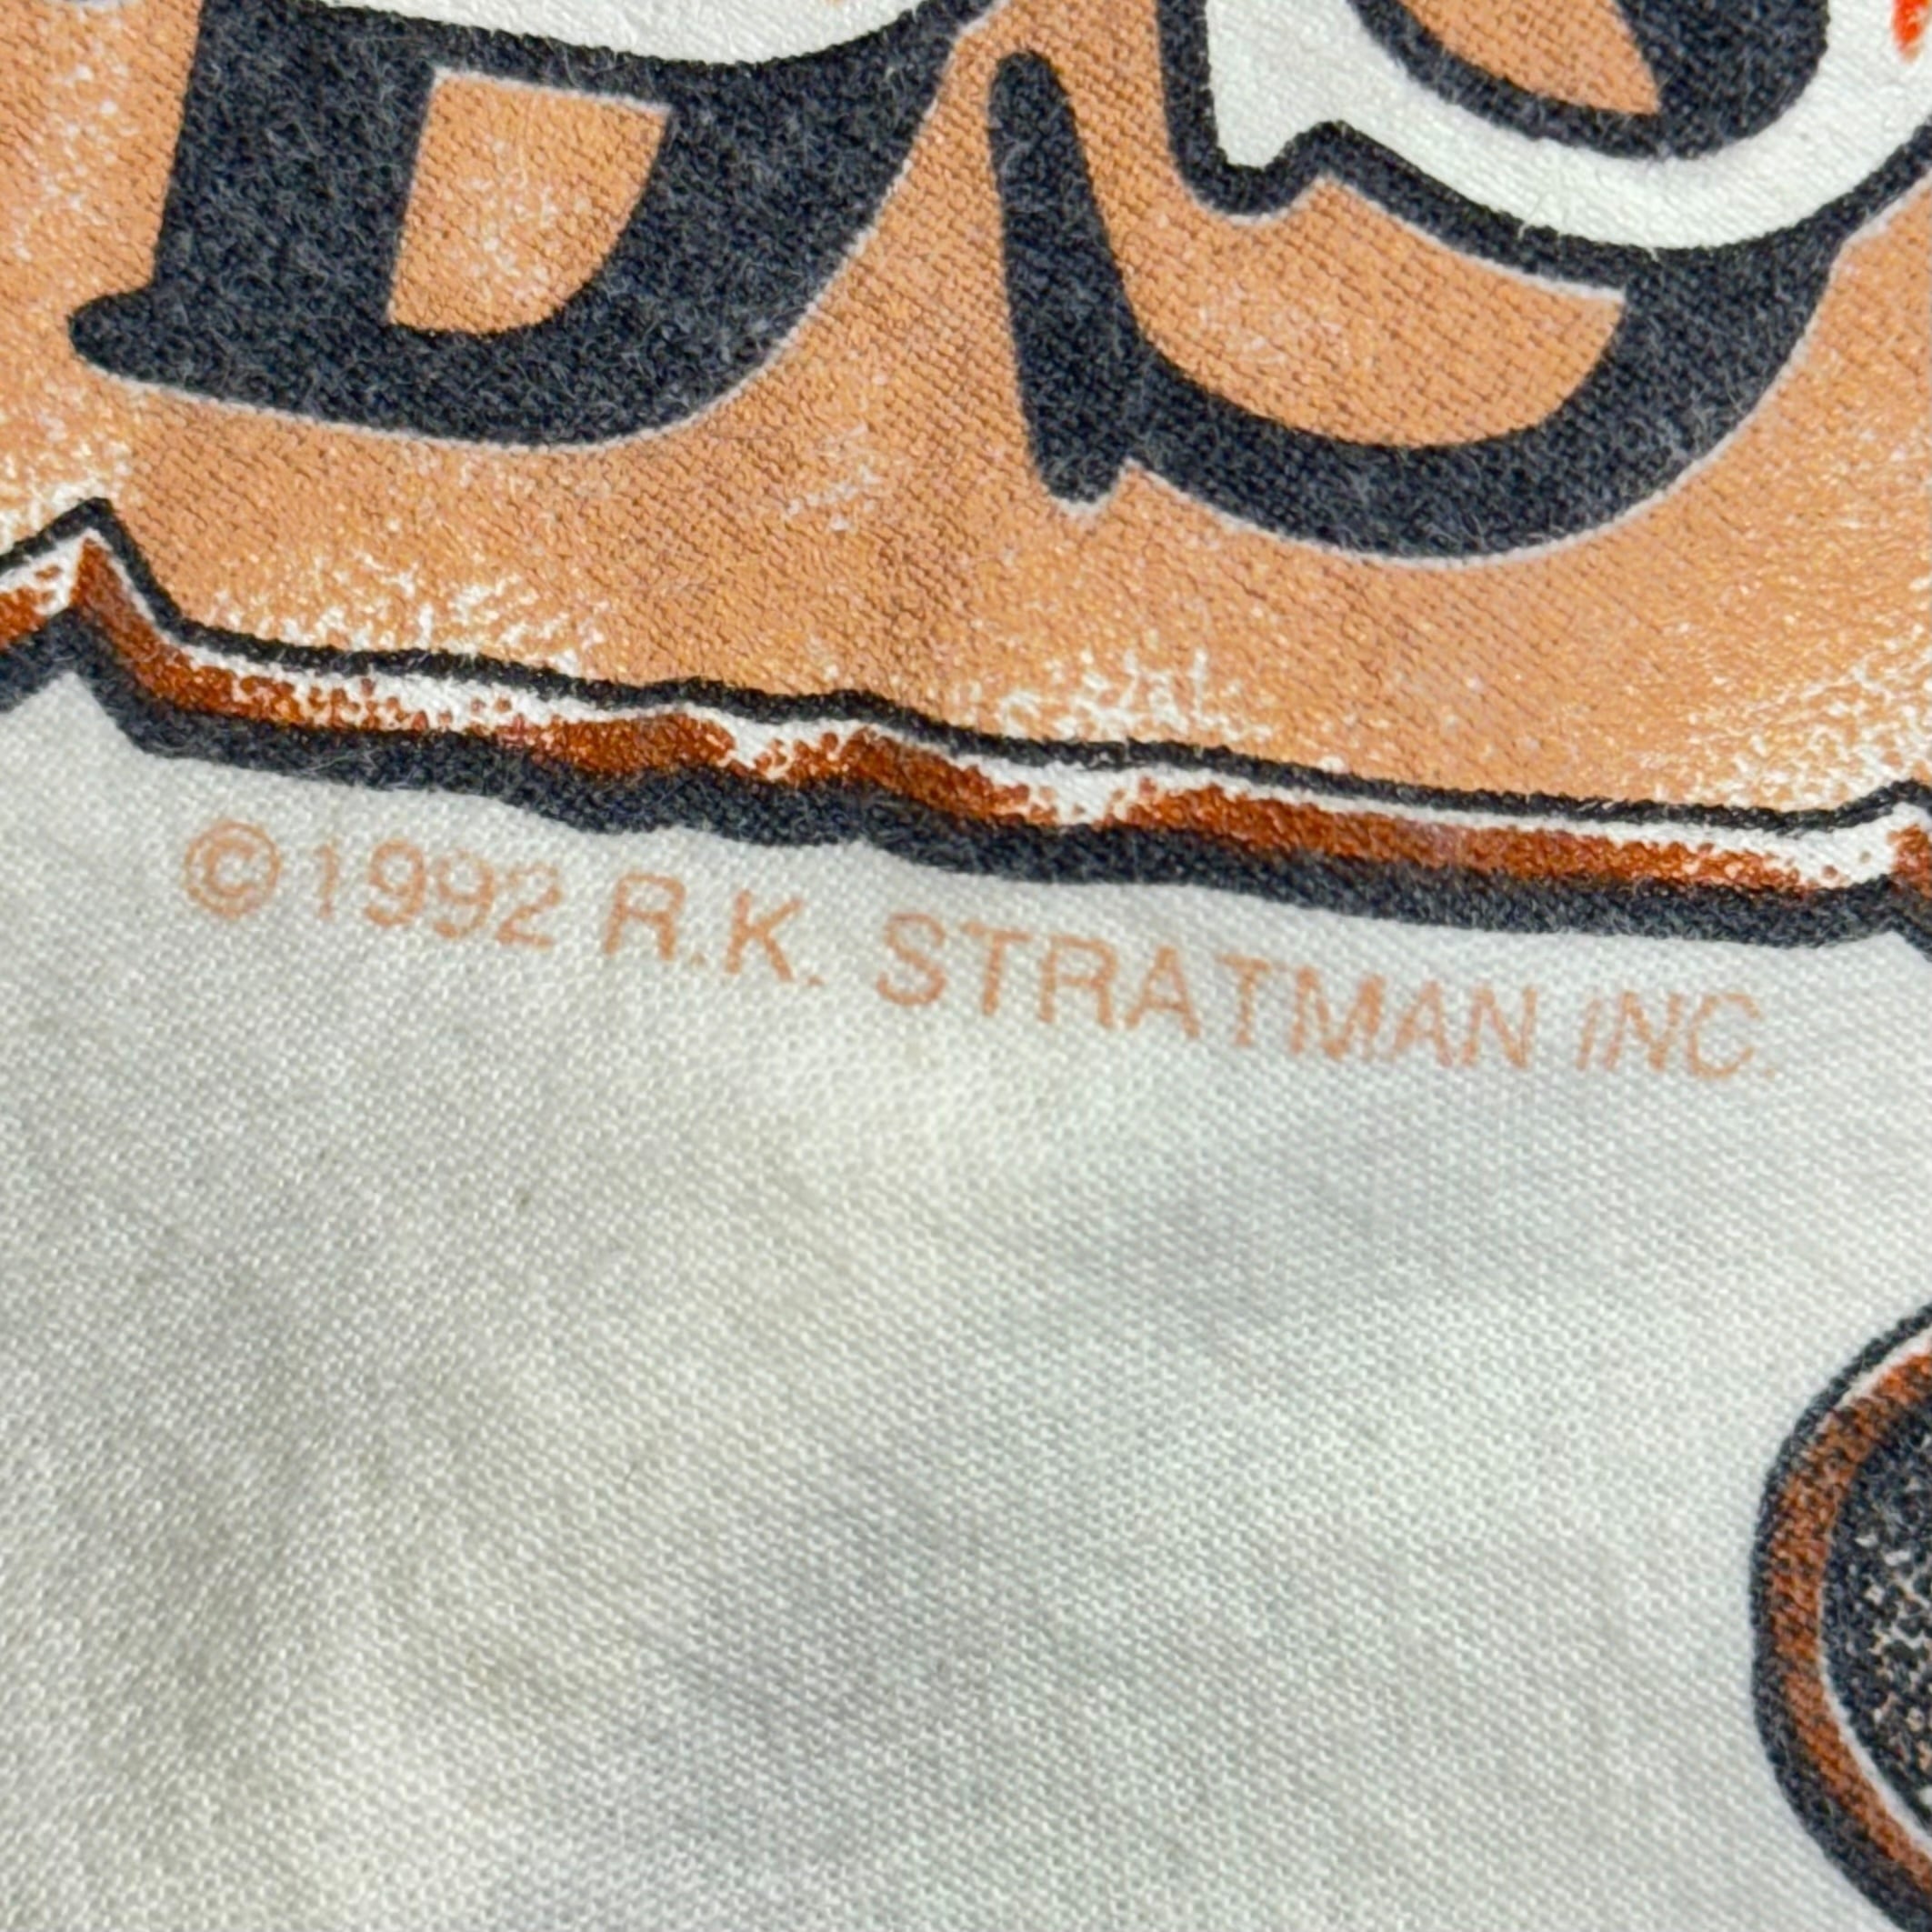 ©1992 R.K. STRATMAN INC.